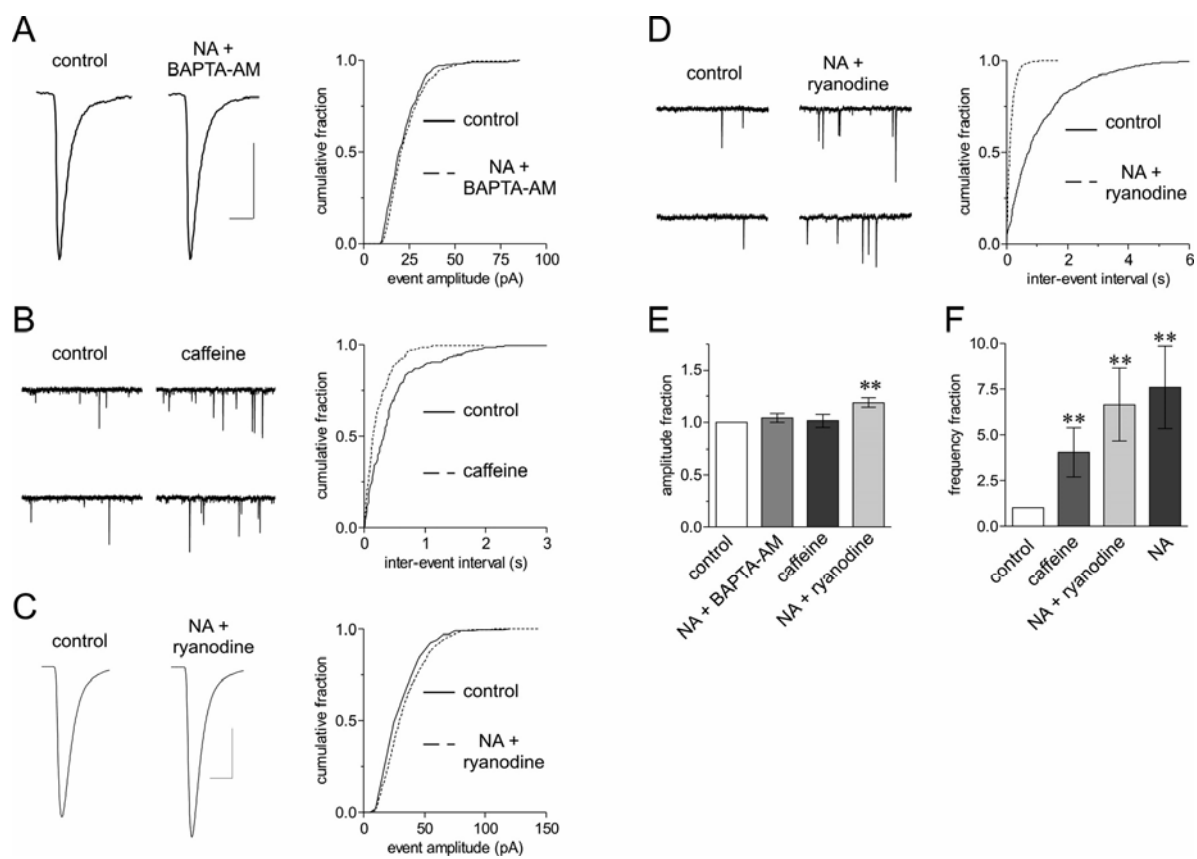 A
control
NA +
BAPTA-AM
1.0
0.5
0.0
cumulative fraction
control
NA +
BAPTA-AM
25
50
75
100
event amplitude (pA)
B
control
caffeine
1.0
0.5
0.0
cumulative fraction
control
caffeine
0
1
2
3
inter-event interval (s)
C
control
NA +
ryanodine
1.0
0.5
0.0
cumulative fraction
control
NA +
ryanodine
0
50
100
150
event amplitude (pA)
D
control
NA +
ryanodine
1.0
0.5
0.0
cumulative fraction
control
NA +
ryanodine
0
2
4
6
inter-event interval (s)
E
1.5
1.0
0.5
0.0
amplitude fraction
**
control
NA + BAPTA-AM
caffeine
NA + ryanodine
F
10.0
7.5
5.0
2.5
0.0
frequency fraction
**
**
**
control
caffeine
NA + ryanodine
NA